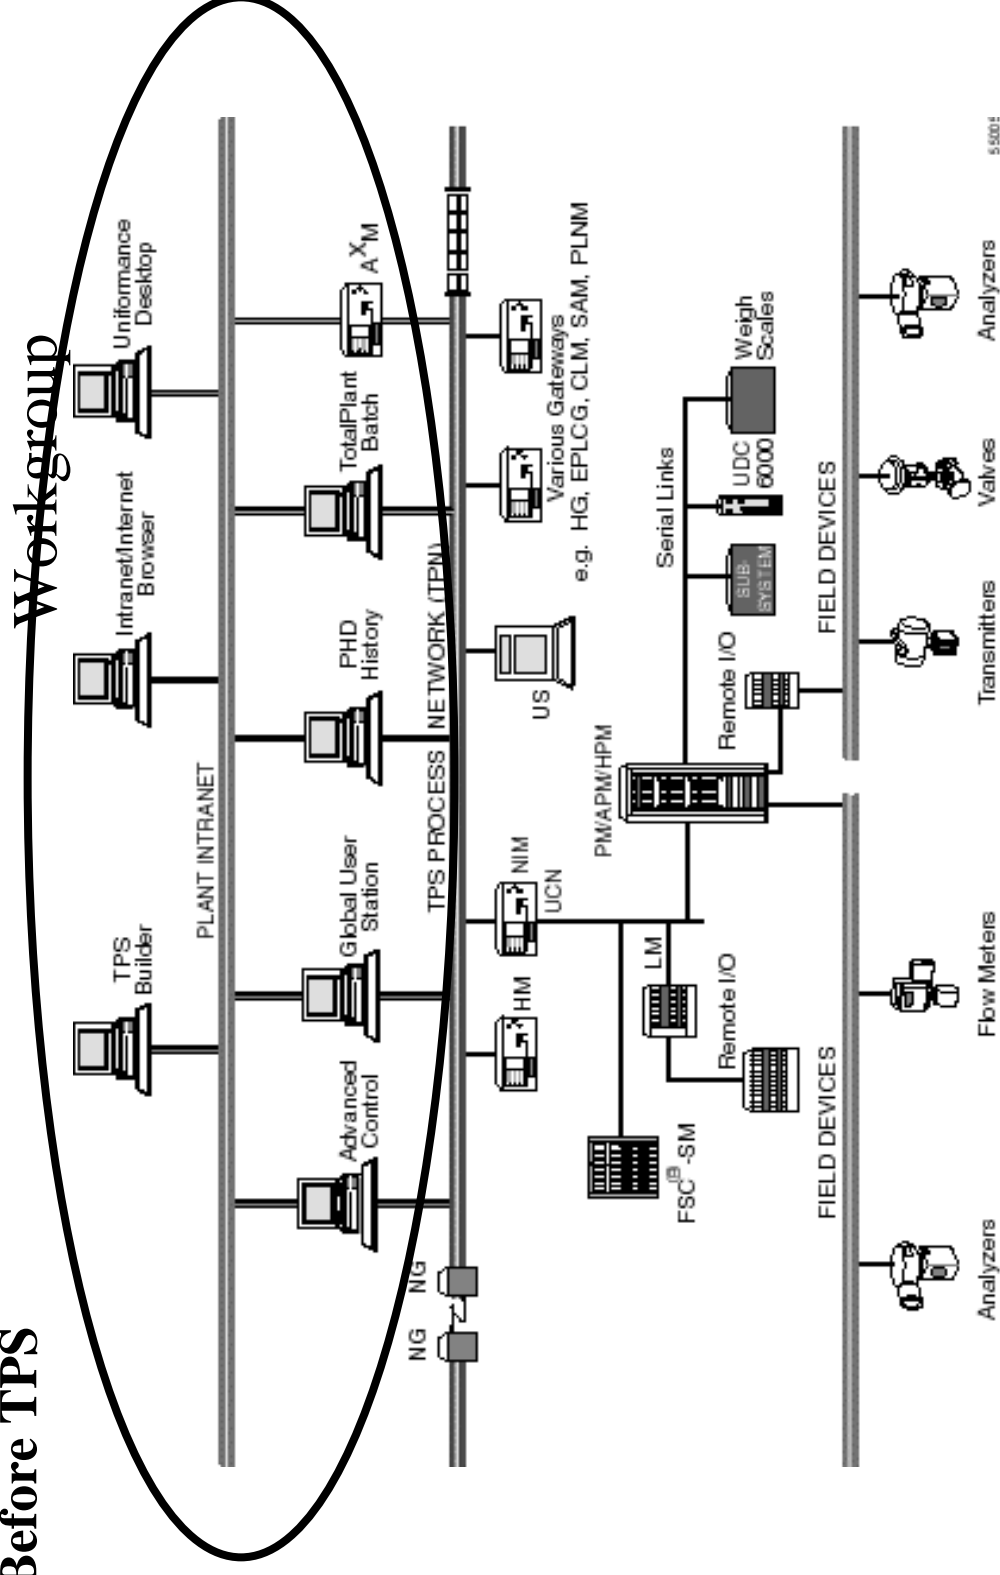 Before TPS
Workgroup
TPS
Builder
Intranet/Internet
Browser
Uniformance
Desktop
PLANT INTRANET
Advanced
Control
Global User
Station
PHD
History
TotalPlant
Batch
AXM
NG
NG
TPS PROCESS NETWORK (TPN)
HM
NIM
UCN
US
Various Gateways
e.g. HG, EPLCG, CLM, SAM, PLNM
PM/APM/HPM
LM
Serial Links
FSC®-SM
Remote I/O
Remote I/O
SUB-
SYSTEM
UDC
6000
Weigh
Scales
FIELD DEVICES
FIELD DEVICES
Analyzers
Flow Meters
Transmitters
Valves
Analyzers